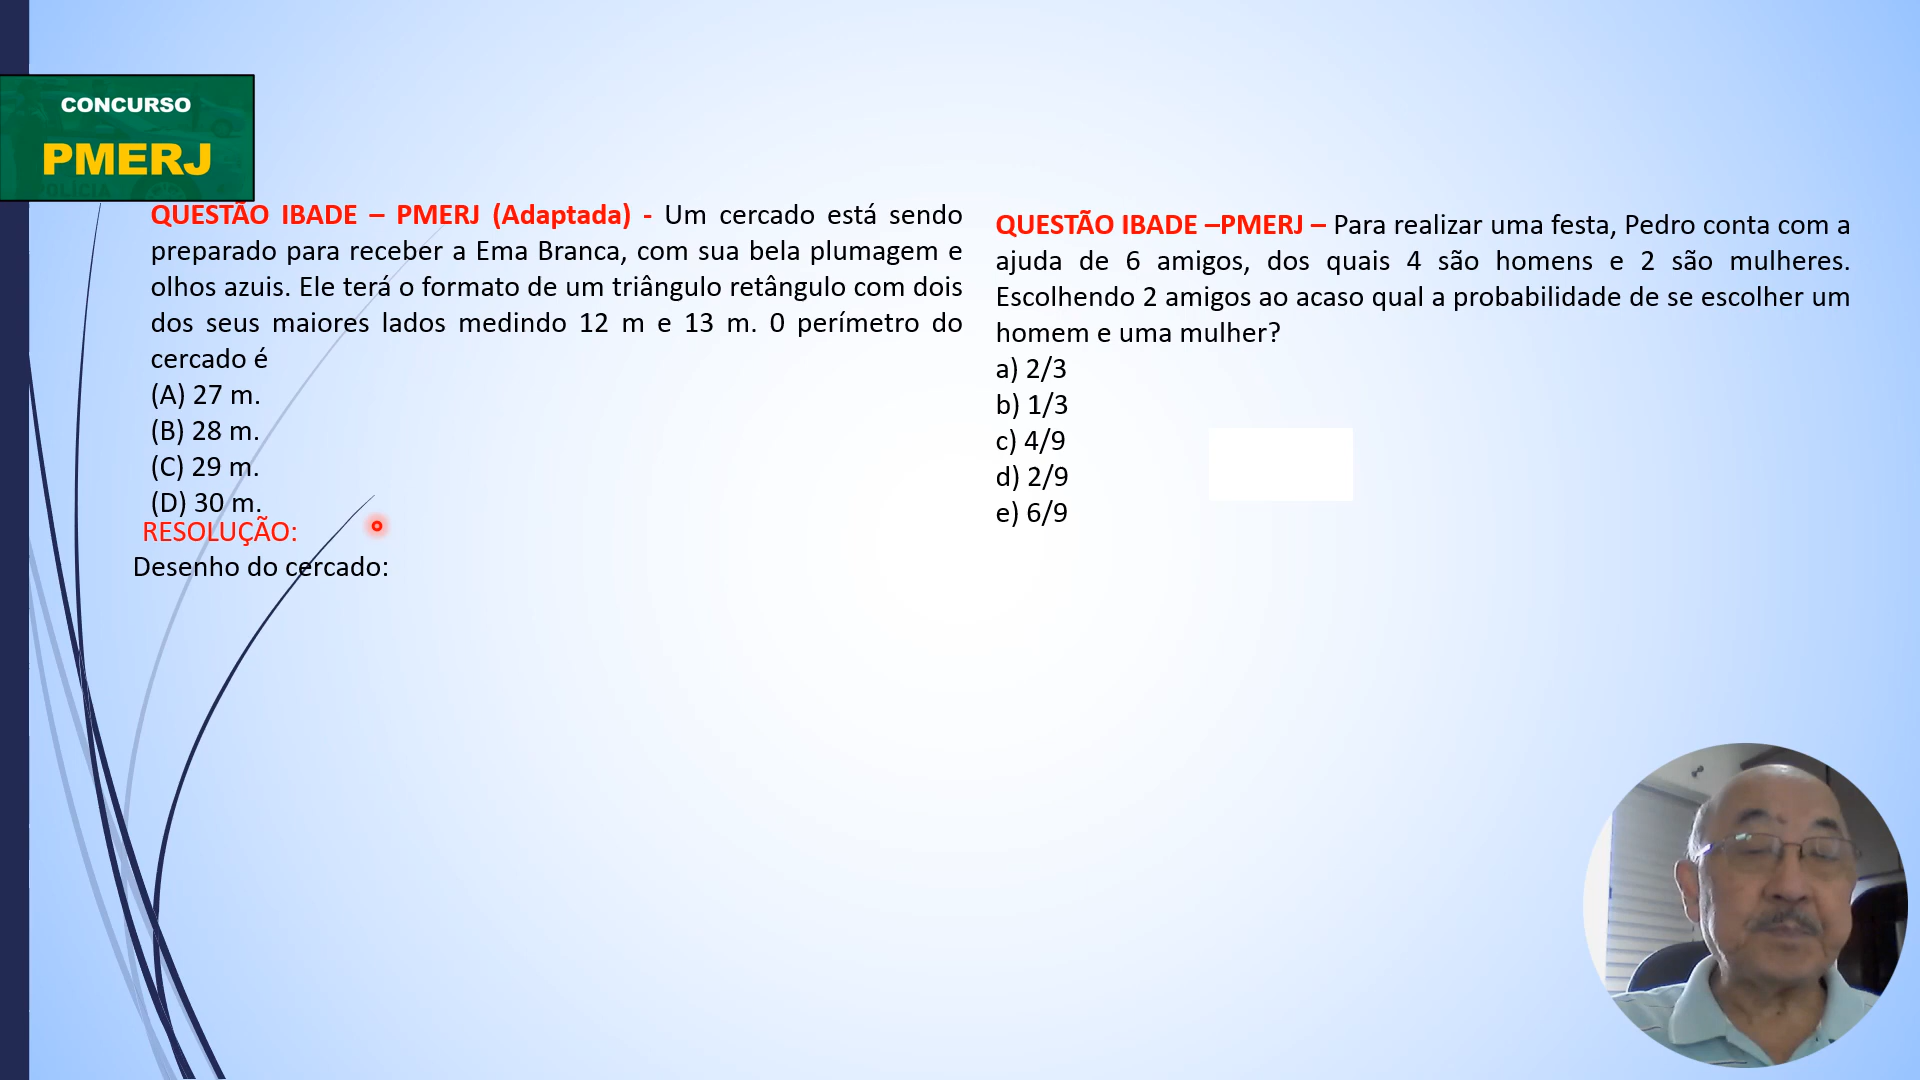 CONCURSO
PMERJ
POLÍCIA
QUESTÃO IBADE – PMERJ (Adaptada) - Um cercado está sendo
preparado para receber a Ema Branca, com sua bela plumagem e
olhos azuis. Ele terá o formato de um triângulo retângulo com dois
dos seus maiores lados medindo 12 m e 13 m. 0 perímetro do
cercado é
(A) 27 m.
(B) 28 m.
(C) 29 m.
(D) 30 m.
RESOLUÇÃO:
Desenho do cercado:
QUESTÃO IBADE –PMERJ – Para realizar uma festa, Pedro conta com a
ajuda de 6 amigos, dos quais 4 são homens e 2 são mulheres.
Escolhendo 2 amigos ao acaso qual a probabilidade de se escolher um
homem e uma mulher?
a) 2/3
b) 1/3
c) 4/9
d) 2/9
e) 6/9